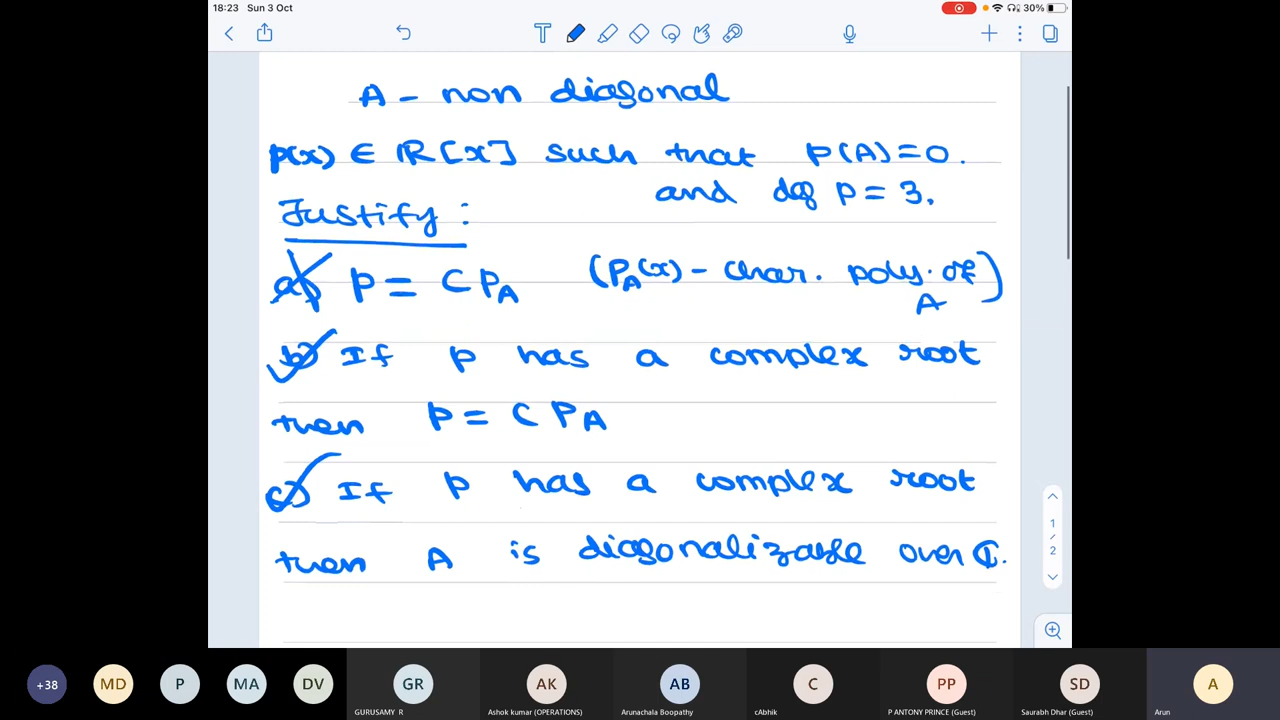 18:23 Sun 3 Oct
30%
A - non diagonal
p(x) ∈ ℝ[x] such that p(A)=0.
and deg p = 3.
Justify :
a) p = C P_A (P_A(x) - char. poly. of A)
b) If p has a complex root
then p = C P_A
c) If p has a complex root
then A is diagonalizable over ℂ.
1
/
2
+38
MD
P
MA
DV
GR
AK
AB
C
PP
SD
A
GURUSAMY R
Ashok kumar (OPERATIONS)
Arunachala Boopathy
cAbhik
P ANTONY PRINCE (Guest)
Saurabh Dhar (Guest)
Arun